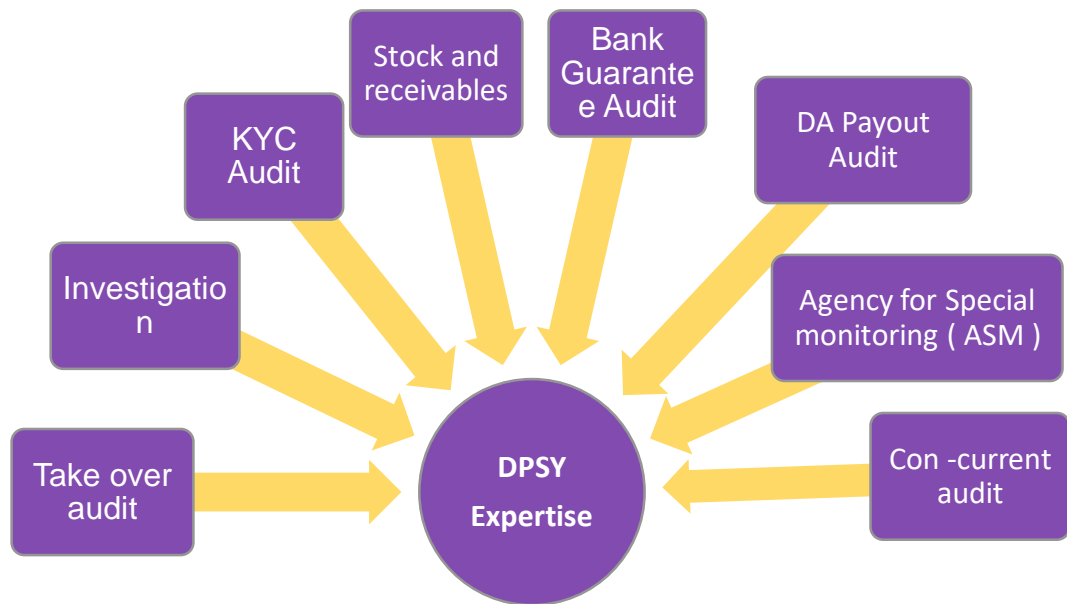 Take over
audit
Investigatio
n
KYC
Audit
Stock and
receivables
Bank
Guarante
e Audit
DA Payout
Audit
Agency for Special
monitoring ( ASM )
Con -current
audit
DPSY
Expertise